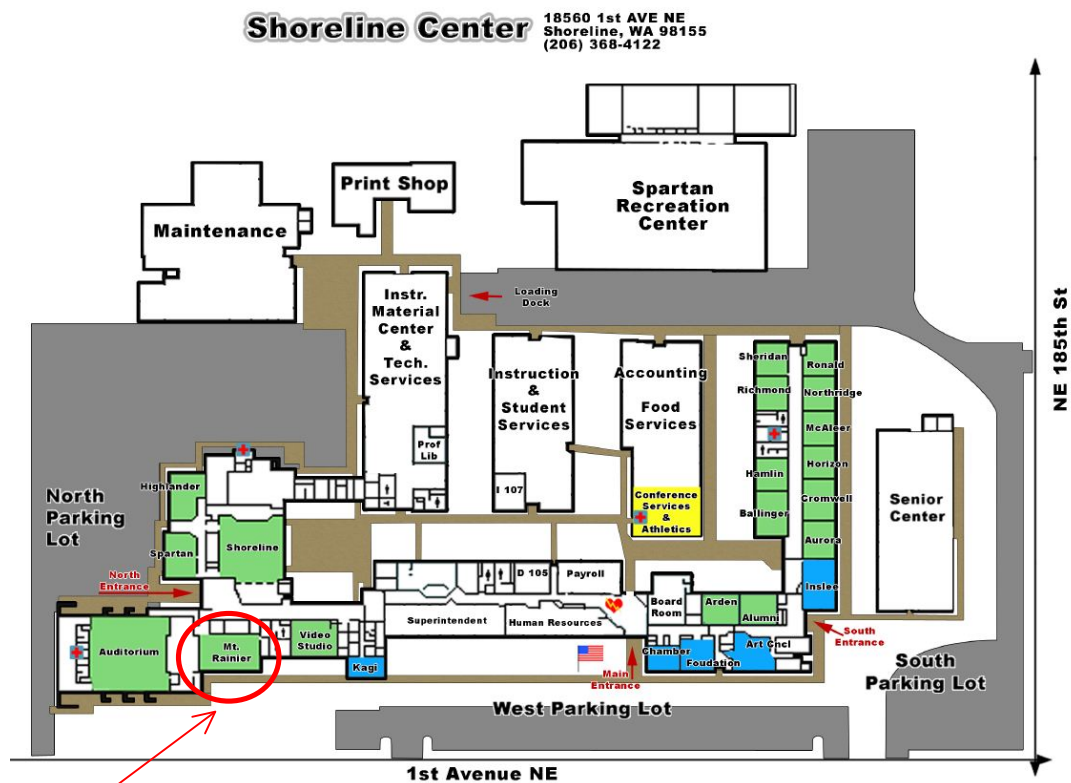 Shoreline Center
18560 1st AVE NE
Shoreline, WA 98155
(206) 368-4122
Print Shop
Maintenance
Spartan
Recreation
Center
Loading
Dock
NE 185th St
Instr.
Material
Center
&
Tech.
Services
Prof
Lib
Instruction
&
Student
Services
I 107
Accounting
Food
Services
Conference
Services
&
Athletics
Sheridan
Richmond
Hamlin
Ballinger
Ronald
Northridge
McAleer
Horizon
Cromwell
Aurora
Inslee
Senior
Center
North
Parking
Lot
Highlander
Spartan
Shoreline
North
Entrance
Auditorium
Mt.
Rainier
Video
Studio
Kagi
D 105
Payroll
Superintendent
Human Resources
Board
Room
Arden
Alumni
Chamber
Foudation
Art Cncl
Main
Entrance
South
Entrance
South
Parking Lot
West Parking Lot
1st Avenue NE